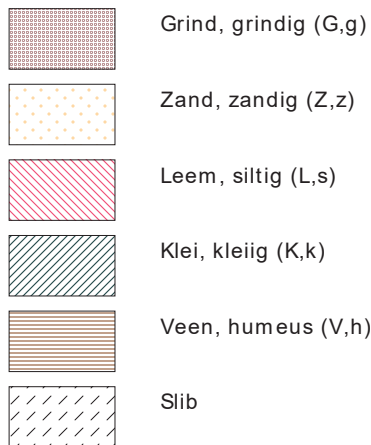 Grind, grindig (G,g)
Zand, zandig (Z,z)
Leem, siltig (L,s)
Klei, kleiig (K,k)
Veen, humeus (V,h)
Slib